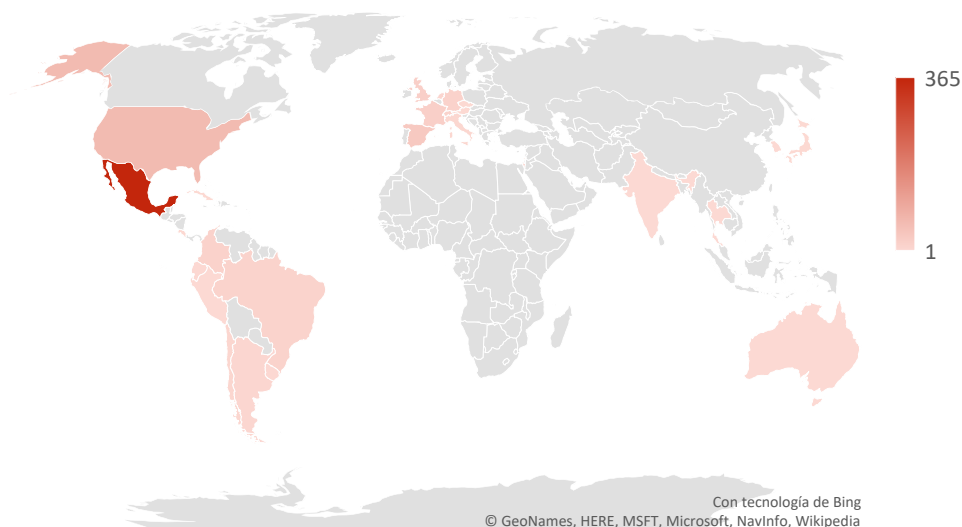 365
1
Con tecnología de Bing
© GeoNames, HERE, MSFT, Microsoft, NavInfo, Wikipedia